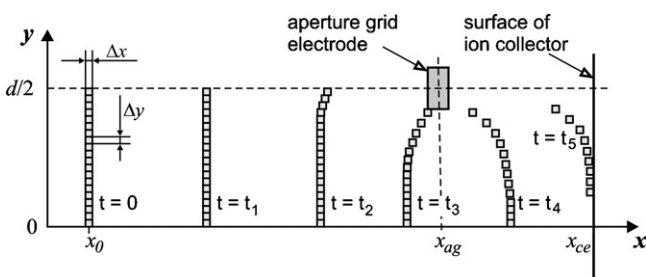 aperture grid
electrode
surface of
ion collector
y
Δx
d/2
Δy
t = 0
t = t₁
t = t₂
t = t₃
t = t₄
t = t₅
0
x₀
xₐg
x_ce
x